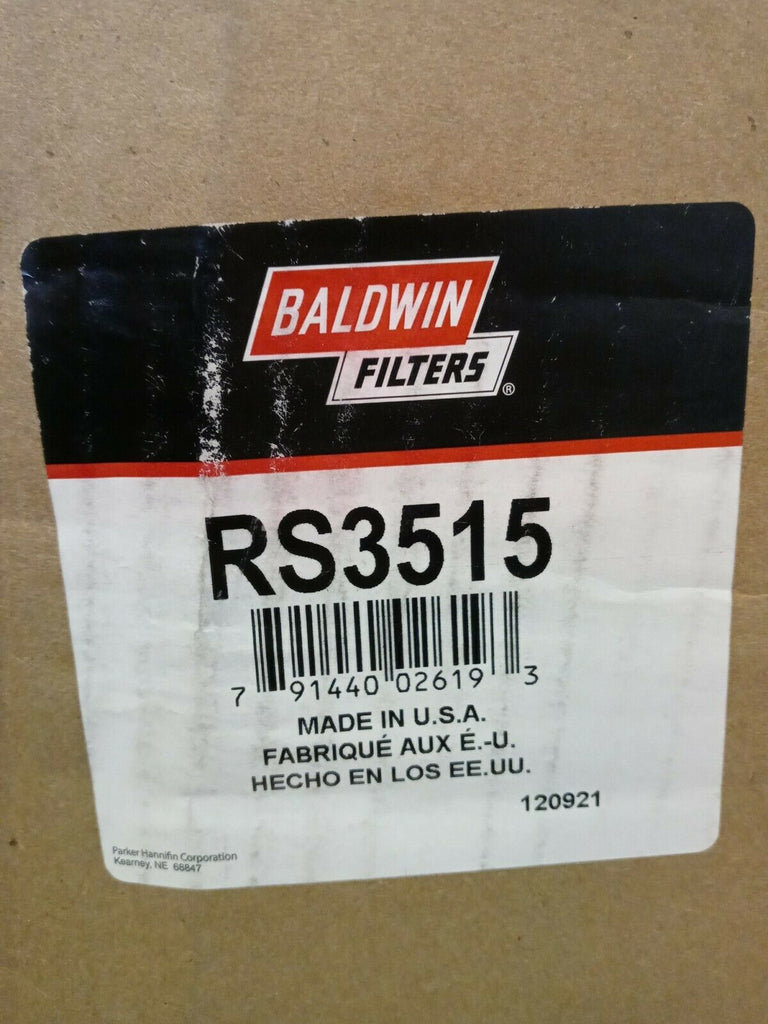 BALDWIN
FILTERS®
RS3515
7 91440 02619 3
MADE IN U.S.A.
FABRIQUÉ AUX É.-U.
HECHO EN LOS EE.UU.
120921
Parker Hannifin Corporation
Kearney, NE 68847